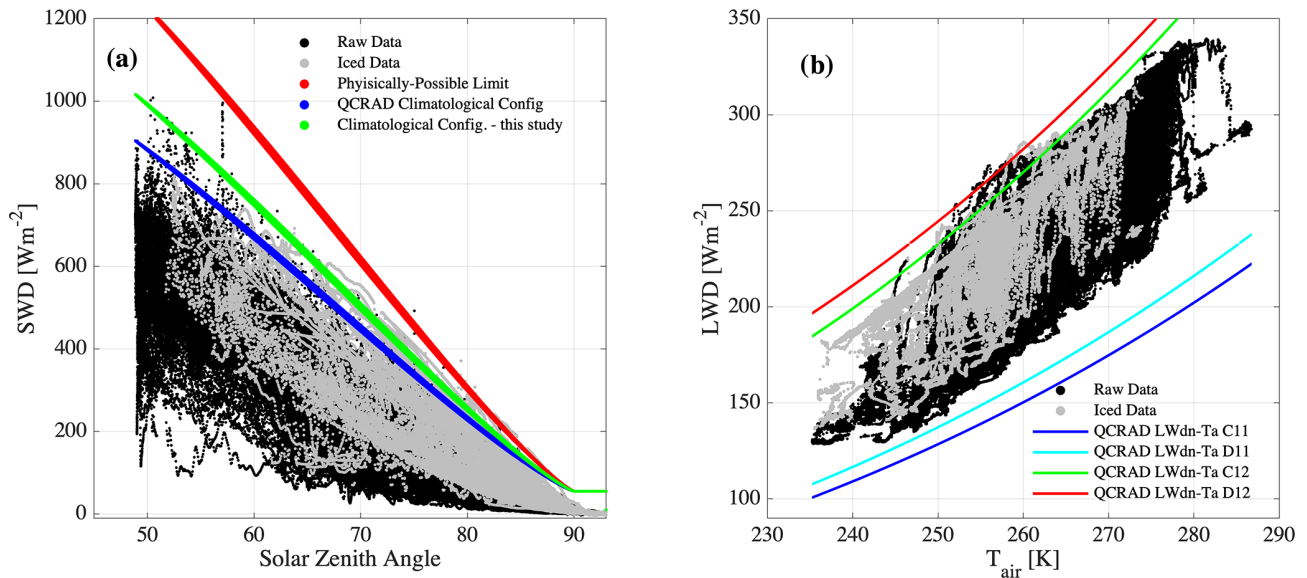 (a)
Raw Data
Iced Data
Phyisically-Possible Limit
QCRAD Climatological Config
Climatological Config. - this study
1200
1000
800
600
400
200
0
SWD [Wm-2]
50 60 70 80 90
Solar Zenith Angle
(b)
350
300
250
200
150
100
LWD [Wm-2]
Raw Data
Iced Data
QCRAD LWdn-Ta C11
QCRAD LWdn-Ta D11
QCRAD LWdn-Ta C12
QCRAD LWdn-Ta D12
230 240 250 260 270 280 290
Tair [K]